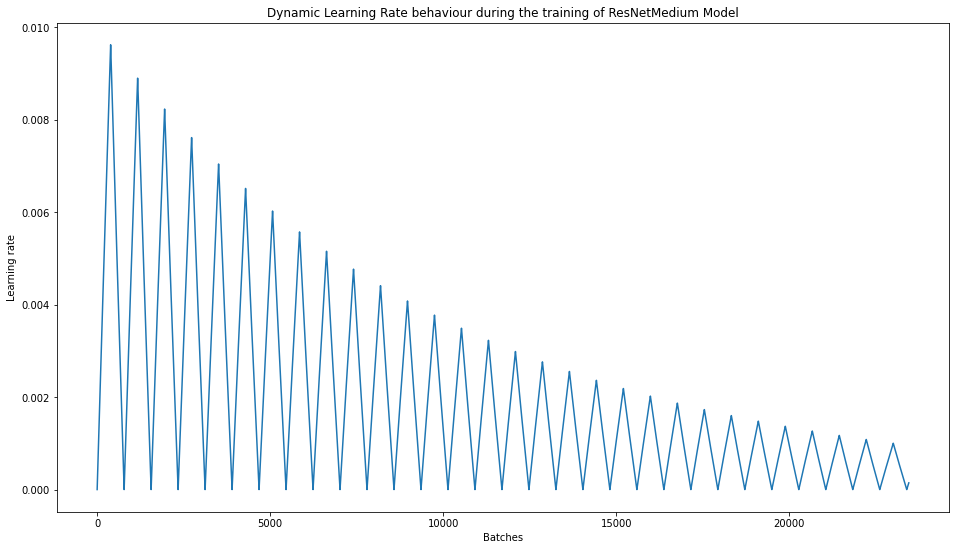 Dynamic Learning Rate behaviour during the training of ResNetMedium Model
0.010
0.008
0.006
0.004
0.002
0.000
Learning rate
0 5000 10000 15000 20000
Batches